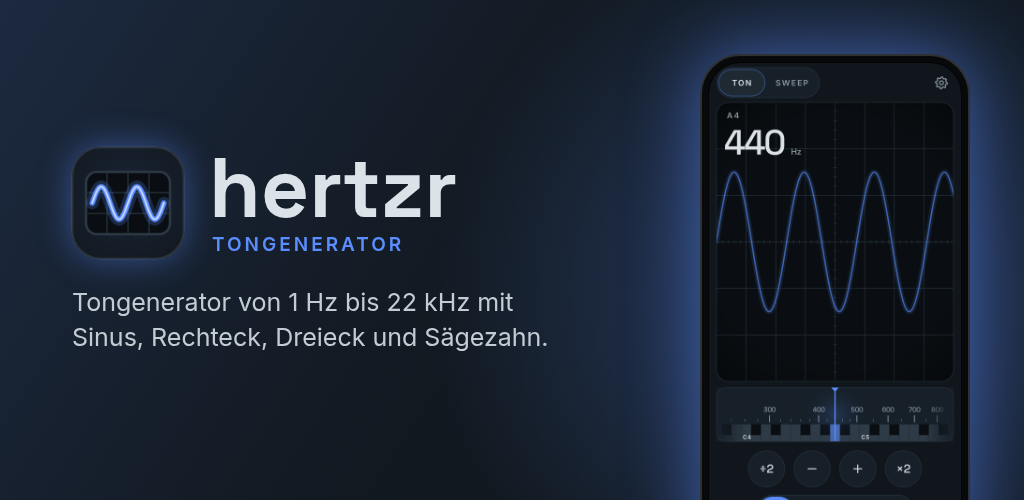 hertzr
TONGENERATOR
Tongenerator von 1 Hz bis 22 kHz mit
Sinus, Rechteck, Dreieck und Sägezahn.
TON SWEEP
A4
440 Hz
300 400 500 600 700 800
C4 C5
÷2 − + ×2